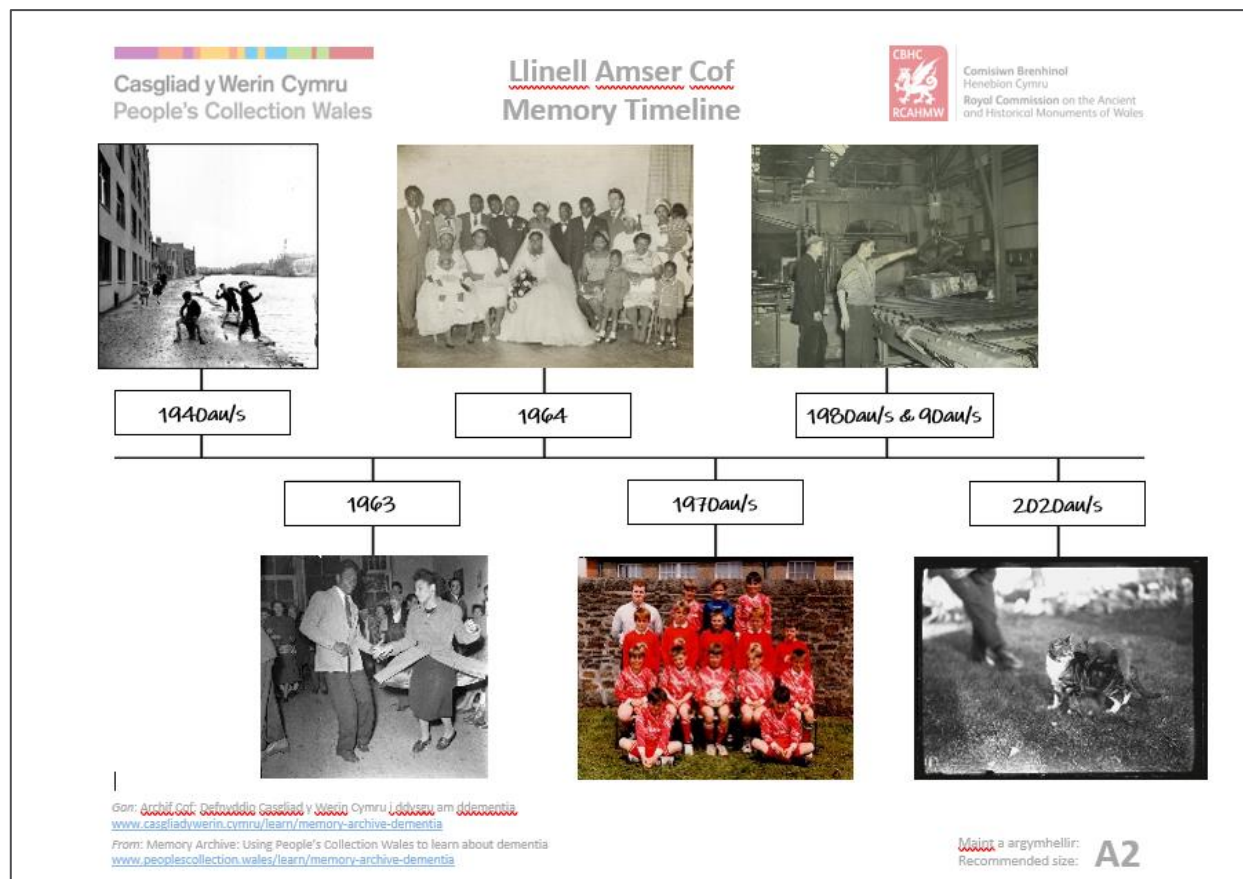 Casgliad y Werin Cymru
People's Collection Wales
Llinell Amser Cof
Memory Timeline
CBHC
RCAHMW
Comisiwn Brenhinol
Henebion Cymru
Royal Commission on the Ancient
and Historical Monuments of Wales
1940au/s
1964
1980au/s & 90au/s
1963
1970au/s
2020au/s
Gan: Archif Cof: Defnyddio Casgliad y Werin Cymru i ddysgu am ddementia
www.casgliadywerin.cymru/learn/memory-archive-dementia
From: Memory Archive: Using People's Collection Wales to learn about dementia
www.peoplescollection.wales/learn/memory-archive-dementia
Maint a argymhellir:
Recommended size: A2